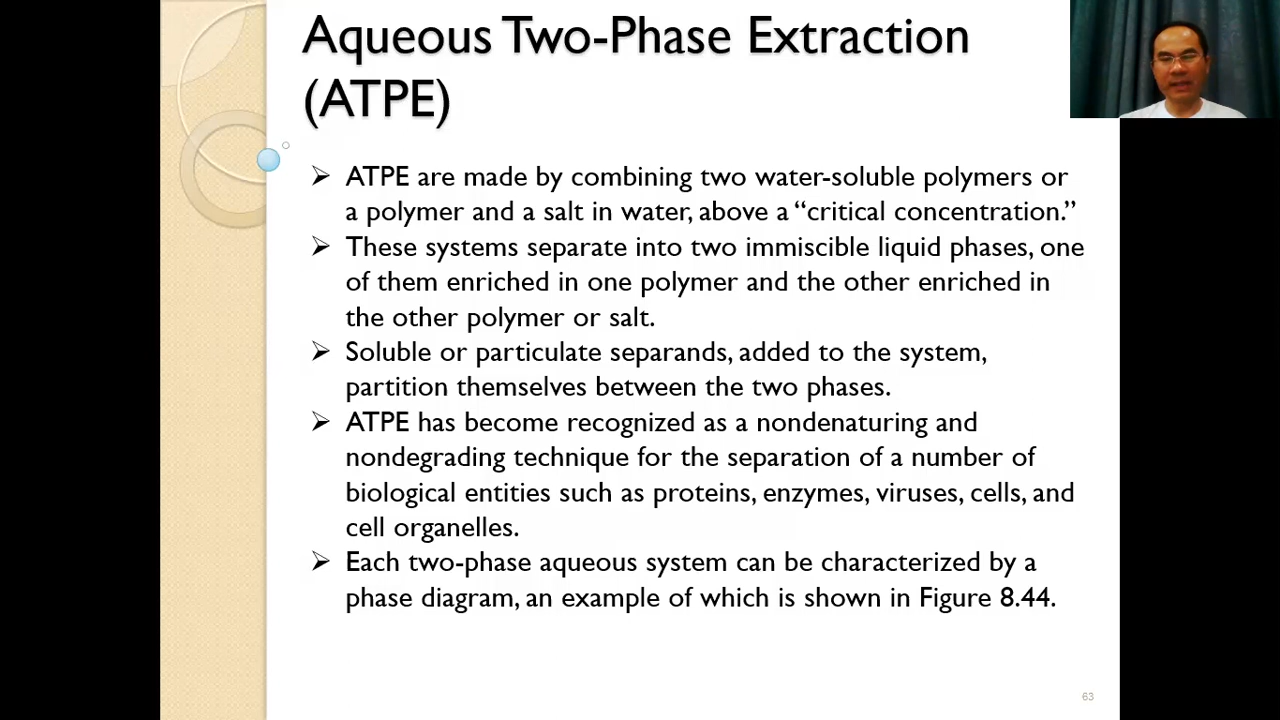 Aqueous Two-Phase Extraction
(ATPE)
➢ ATPE are made by combining two water-soluble polymers or
a polymer and a salt in water, above a “critical concentration.”
➢ These systems separate into two immiscible liquid phases, one
of them enriched in one polymer and the other enriched in
the other polymer or salt.
➢ Soluble or particulate separands, added to the system,
partition themselves between the two phases.
➢ ATPE has become recognized as a nondenaturing and
nondegrading technique for the separation of a number of
biological entities such as proteins, enzymes, viruses, cells, and
cell organelles.
➢ Each two-phase aqueous system can be characterized by a
phase diagram, an example of which is shown in Figure 8.44.
63